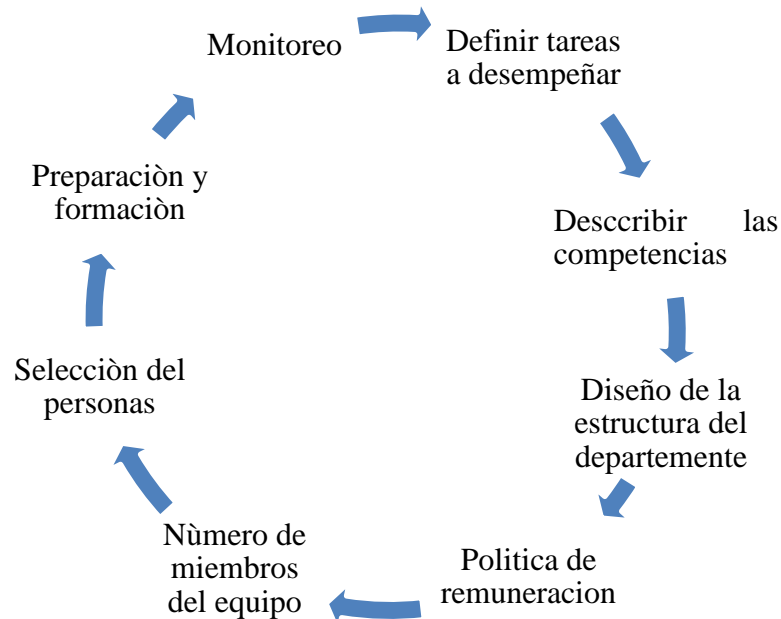 Monitoreo
Definir tareas
a desempeñar
Desccribir las
competencias
Diseño de la
estructura del
departemente
Politica de
remuneracion
Nùmero de
miembros
del equipo
Selecciòn del
personas
Preparaciòn y
formaciòn